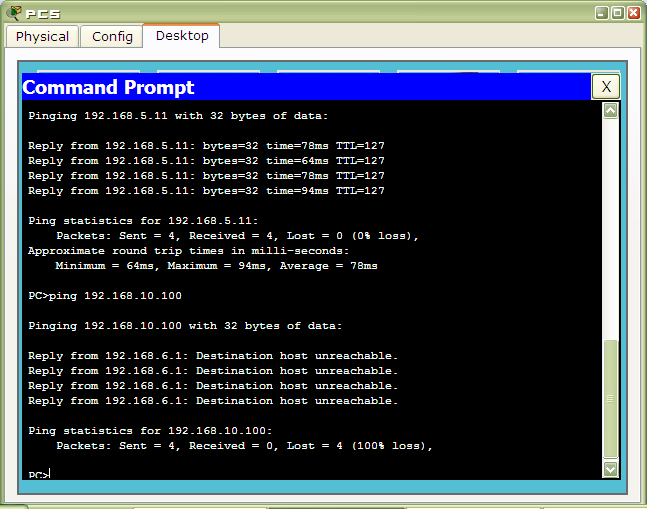 PC5
Physical
Config
Desktop
Command Prompt
X
Pinging 192.168.5.11 with 32 bytes of data:
Reply from 192.168.5.11: bytes=32 time=78ms TTL=127
Reply from 192.168.5.11: bytes=32 time=64ms TTL=127
Reply from 192.168.5.11: bytes=32 time=78ms TTL=127
Reply from 192.168.5.11: bytes=32 time=94ms TTL=127
Ping statistics for 192.168.5.11:
Packets: Sent = 4, Received = 4, Lost = 0 (0% loss),
Approximate round trip times in milli-seconds:
Minimum = 64ms, Maximum = 94ms, Average = 78ms
PC>ping 192.168.10.100
Pinging 192.168.10.100 with 32 bytes of data:
Reply from 192.168.6.1: Destination host unreachable.
Reply from 192.168.6.1: Destination host unreachable.
Reply from 192.168.6.1: Destination host unreachable.
Reply from 192.168.6.1: Destination host unreachable.
Ping statistics for 192.168.10.100:
Packets: Sent = 4, Received = 0, Lost = 4 (100% loss),
PC>